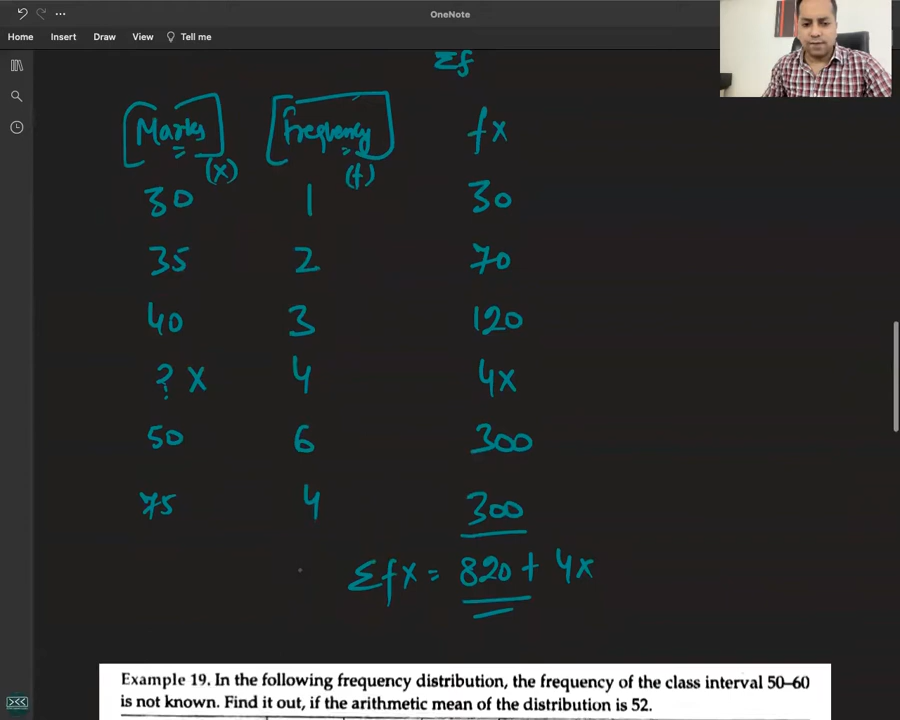 OneNote
Home Insert Draw View Tell me
Σf
Marks Frequency fx
(x) (f)
30 1 30
35 2 70
40 3 120
? x 4 4x
50 6 300
75 4 300
Σfx = 820 + 4x
Example 19. In the following frequency distribution, the frequency of the class interval 50–60
is not known. Find it out, if the arithmetic mean of the distribution is 52.